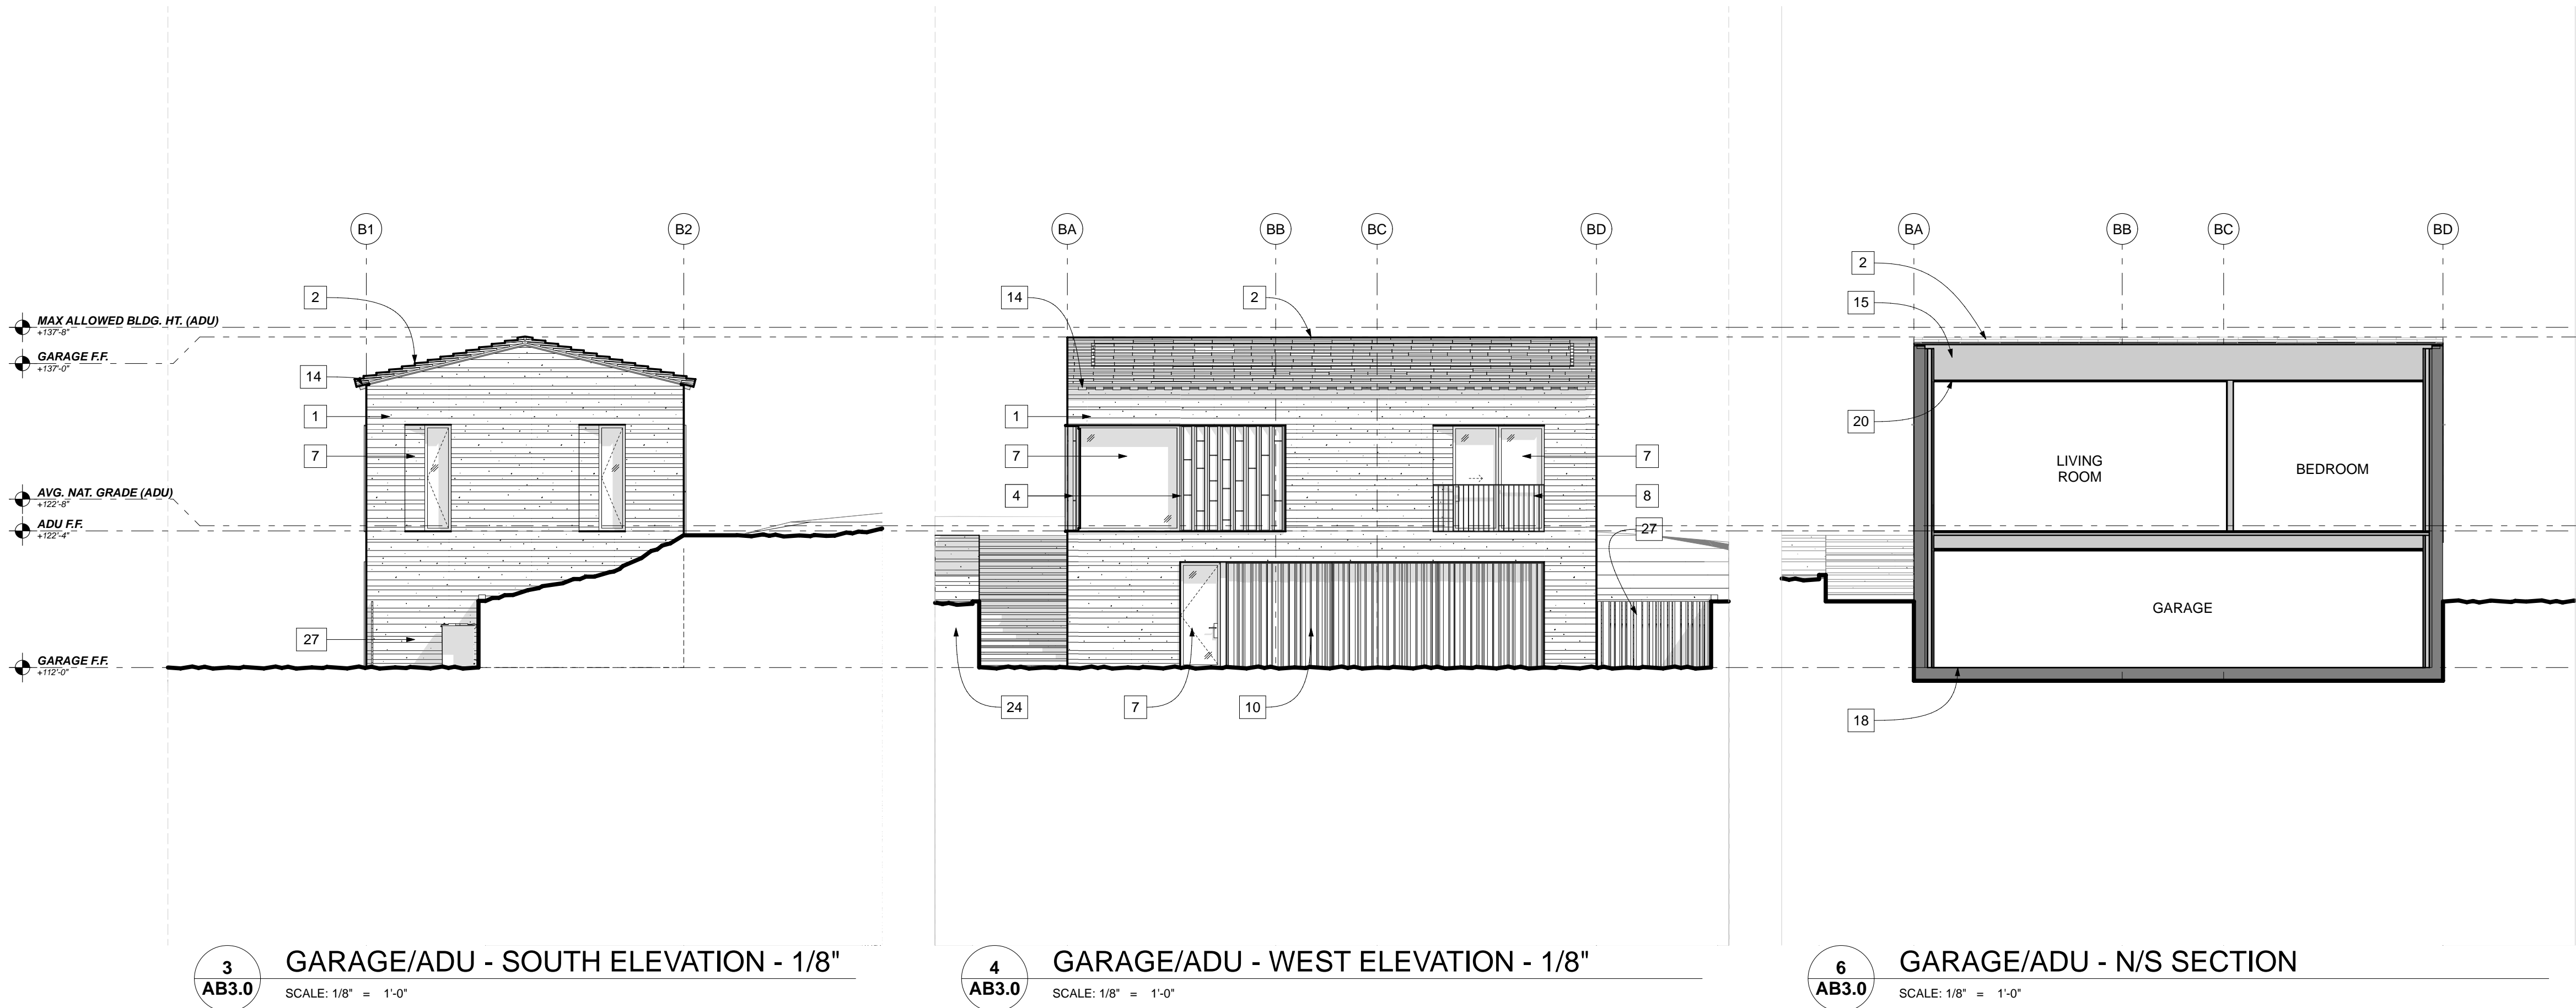 B1
B2
BA
BB
BC
BD
BA
BB
BC
BD
2
14
2
2
15
MAX ALLOWED BLDG. HT. (ADU)
+137'-8"
GARAGE F.F.
+137'-0"
14
1
1
20
7
7
7
LIVING
ROOM
BEDROOM
AVG. NAT. GRADE (ADU)
+122'-8"
4
8
ADU F.F.
+122'-4"
27
GARAGE
27
GARAGE F.F.
+112'-0"
24
7
10
18
3
AB3.0
GARAGE/ADU - SOUTH ELEVATION - 1/8"
SCALE: 1/8" = 1'-0"
4
AB3.0
GARAGE/ADU - WEST ELEVATION - 1/8"
SCALE: 1/8" = 1'-0"
6
AB3.0
GARAGE/ADU - N/S SECTION
SCALE: 1/8" = 1'-0"